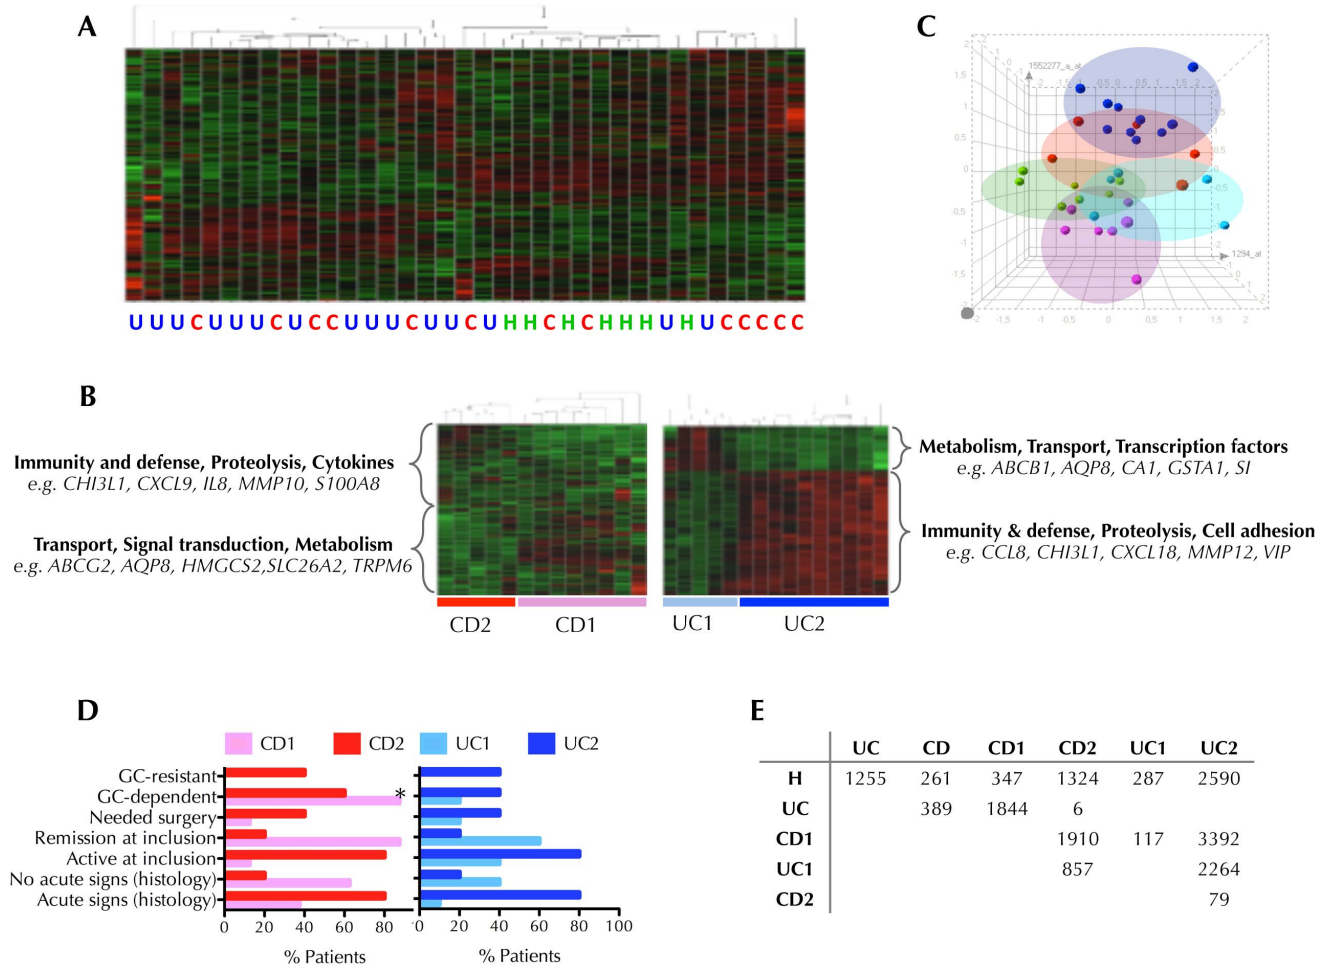 A
U U U C U U U C U C C U U U C U U C U H H C H C H H H U H U C C C C C
C
1552277_a_at
1294_at
B
Immunity and defense, Proteolysis, Cytokines
e.g. CHI3L1, CXCL9, IL8, MMP10, S100A8
Transport, Signal transduction, Metabolism
e.g. ABCG2, AQP8, HMGCS2,SLC26A2, TRPM6
Metabolism, Transport, Transcription factors
e.g. ABCB1, AQP8, CA1, GSTA1, SI
Immunity & defense, Proteolysis, Cell adhesion
e.g. CCL8, CHI3L1, CXCL18, MMP12, VIP
CD2 CD1 UC1 UC2
D
CD1 CD2 UC1 UC2
GC-resistant
GC-dependent *
Needed surgery
Remission at inclusion
Active at inclusion
No acute signs (histology)
Acute signs (histology)
0 20 40 60 80 0 20 40 60 80 100
% Patients % Patients
E
UC CD CD1 CD2 UC1 UC2
H 1255 261 347 1324 287 2590
UC 389 1844 6
CD1 1910 117 3392
UC1 857 2264
CD2 79